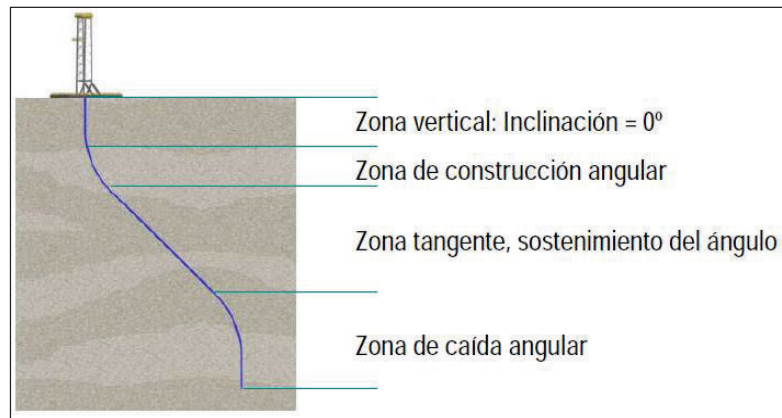 Zona vertical: Inclinación = 0º
Zona de construcción angular
Zona tangente, sostenimiento del ángulo
Zona de caída angular